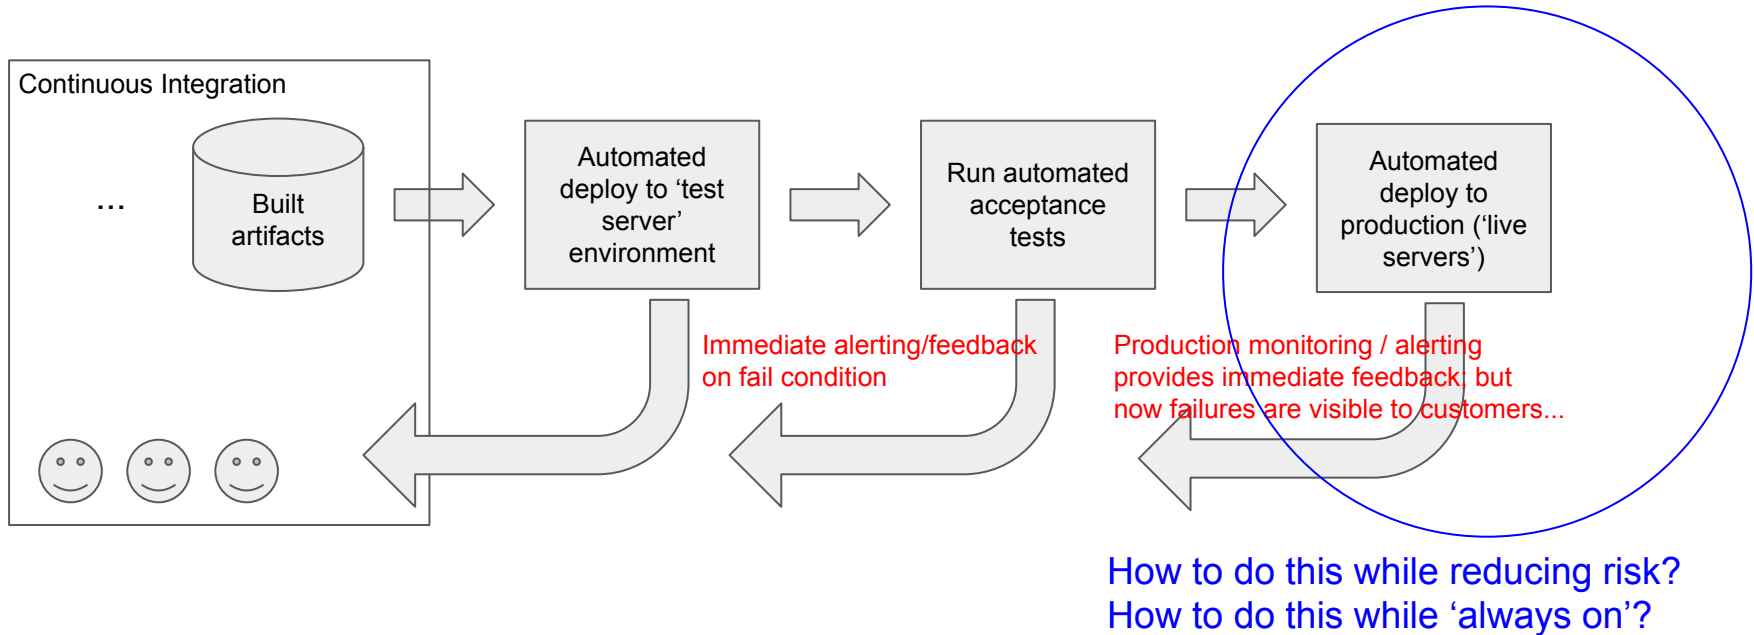 Continuous Integration
...
Built
artifacts
Automated
deploy to ‘test
server’
environment
Run automated
acceptance
tests
Automated
deploy to
production (‘live
servers’)
Immediate alerting/feedback
on fail condition
Production monitoring / alerting
provides immediate feedback; but
now failures are visible to customers...
How to do this while reducing risk?
How to do this while ‘always on’?